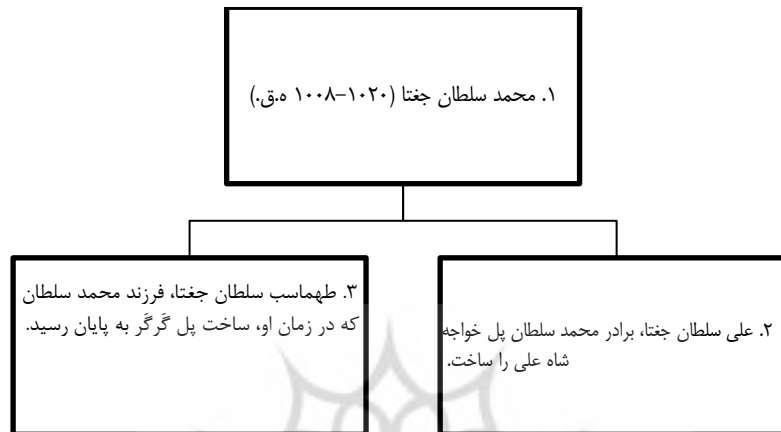 ۱. محمد سلطان جغتا (۱۰۲۰-۱۰۰۸ ه.ق.)
۲. علی سلطان جغتا، برادر محمد سلطان پل خواجه
شاه علی را ساخت.
۳. طهماسب سلطان جغتا، فرزند محمد سلطان
که در زمان او، ساخت پل گَرگَر به پایان رسید.